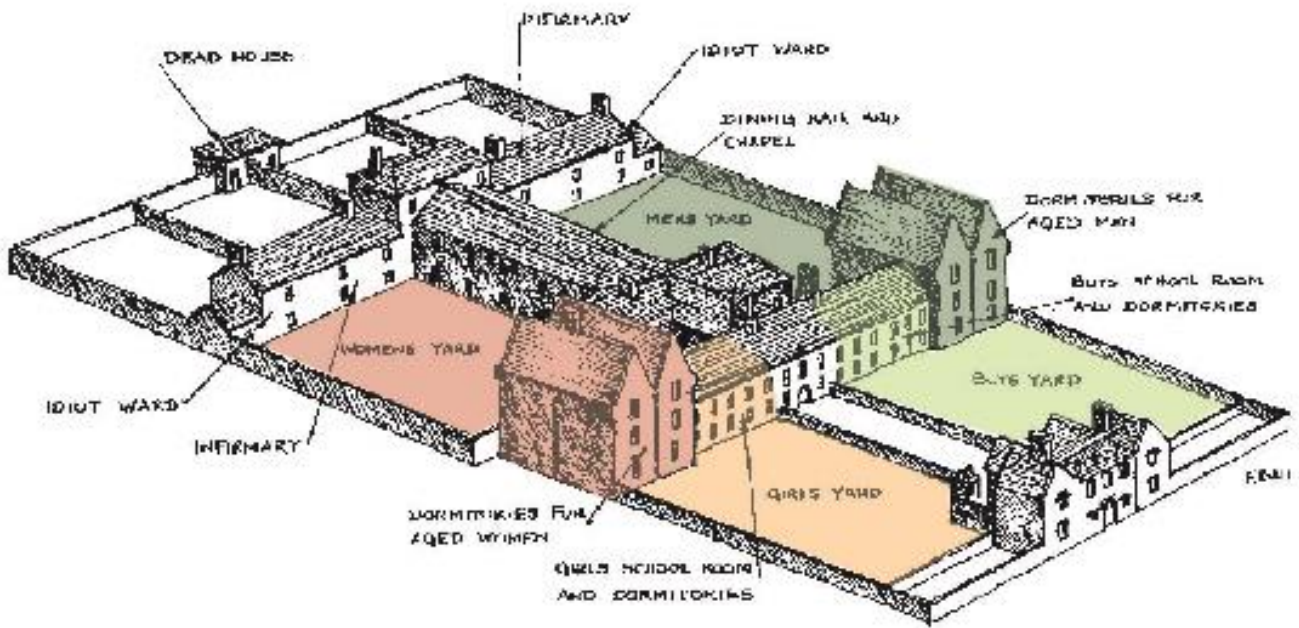 INFIRMARY
DEAD HOUSE
IDIOT WARD
DINING HALL AND
CHAPEL
MENS YARD
DORMITORIES FOR
AGED MEN
BOYS SCHOOL ROOM
AND DORMITORIES
WOMENS YARD
BOYS YARD
IDIOT WARD
INFIRMARY
GIRLS YARD
DORMITORIES FOR
AGED WOMEN
GIRLS SCHOOL ROOM
AND DORMITORIES